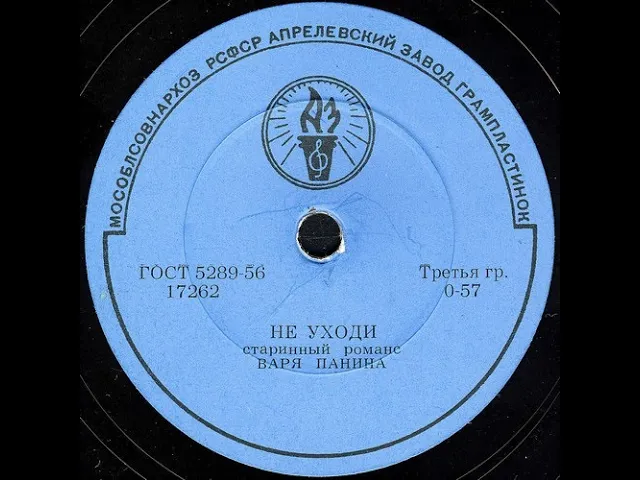 МОСОБЛСОВНАРХОЗ РСФСР АПРЕЛЕВСКИЙ ЗАВОД ГРАМПЛАСТИНОК
АЗ
ГОСТ 5289-56
17262
Третья гр.
0-57
НЕ УХОДИ
старинный романс
ВАРЯ ПАНИНА